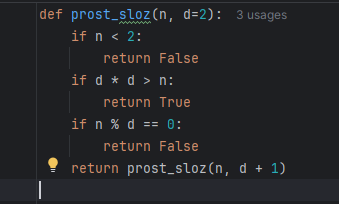 def prost_sloz(n, d=2): 3 usages
    if n < 2:
        return False
    if d * d > n:
        return True
    if n % d == 0:
        return False
    return prost_sloz(n, d + 1)